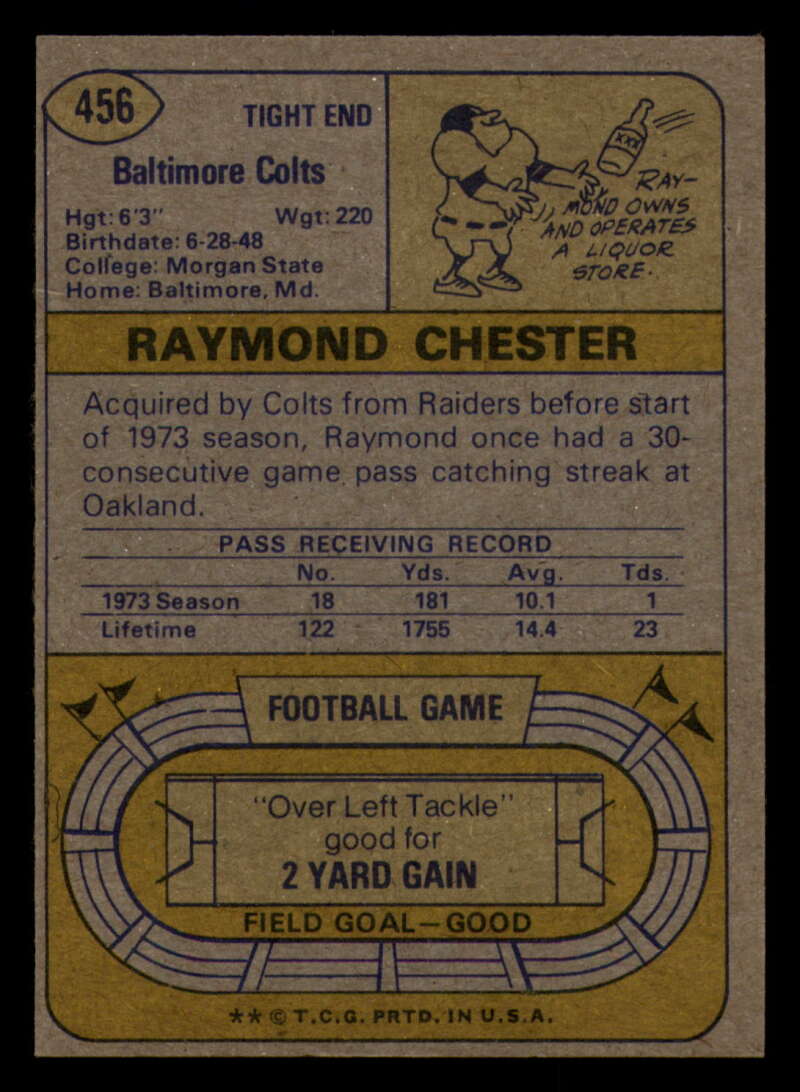 456
TIGHT END
Baltimore Colts
Hgt: 6'3" Wgt: 220
Birthdate: 6-28-48
College: Morgan State
Home: Baltimore, Md.
XXX
RAY-
MOND OWNS
AND OPERATES
A LIQUOR
STORE.
RAYMOND CHESTER
Acquired by Colts from Raiders before start
of 1973 season, Raymond once had a 30-
consecutive game pass catching streak at
Oakland.
PASS RECEIVING RECORD
No. Yds. Avg. Tds.
1973 Season 18 181 10.1 1
Lifetime 122 1755 14.4 23
FOOTBALL GAME
"Over Left Tackle"
good for
2 YARD GAIN
FIELD GOAL—GOOD
** © T.C.G. PRTD. IN U.S.A.